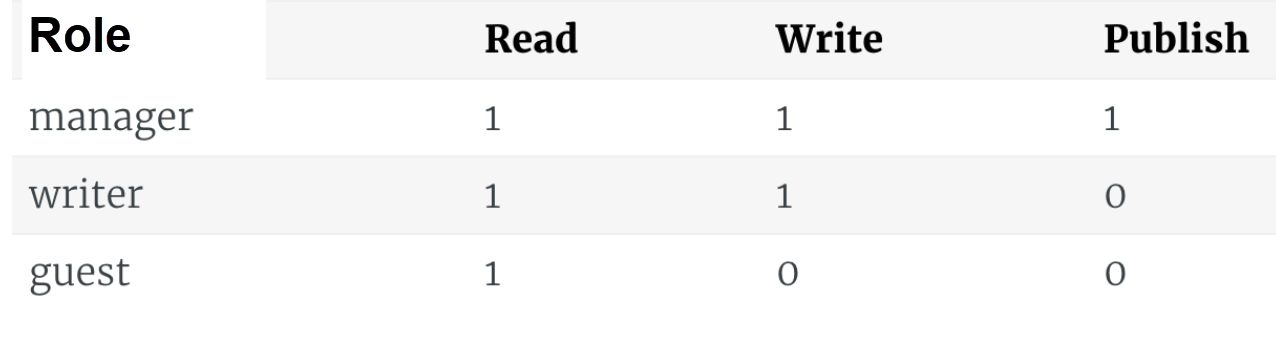 Role Read Write Publish
manager 1 1 1
writer 1 1 0
guest 1 0 0